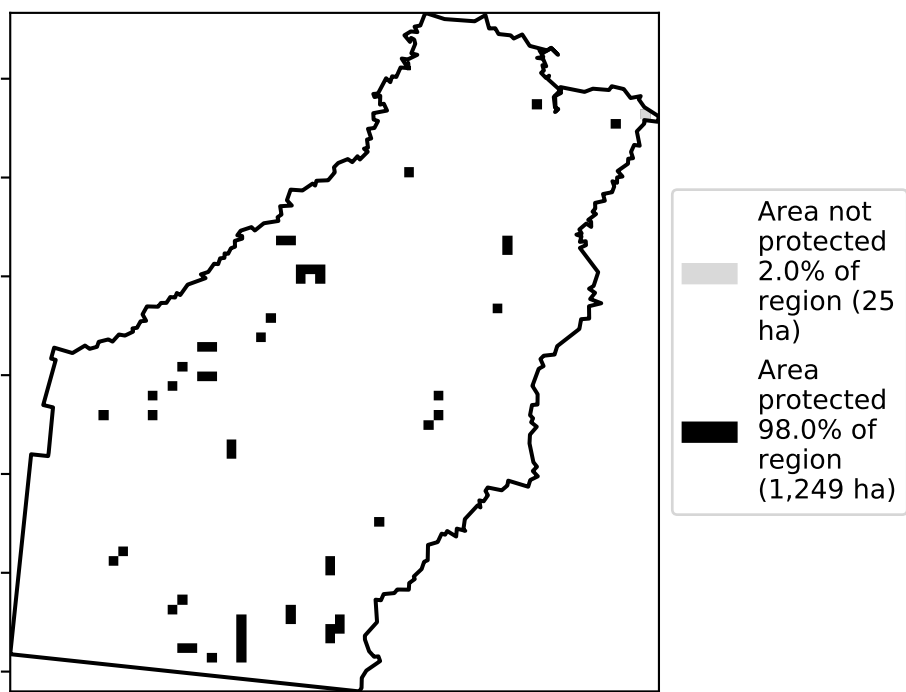 Area not
protected
2.0% of
region (25
ha)
Area
protected
98.0% of
region
(1,249 ha)